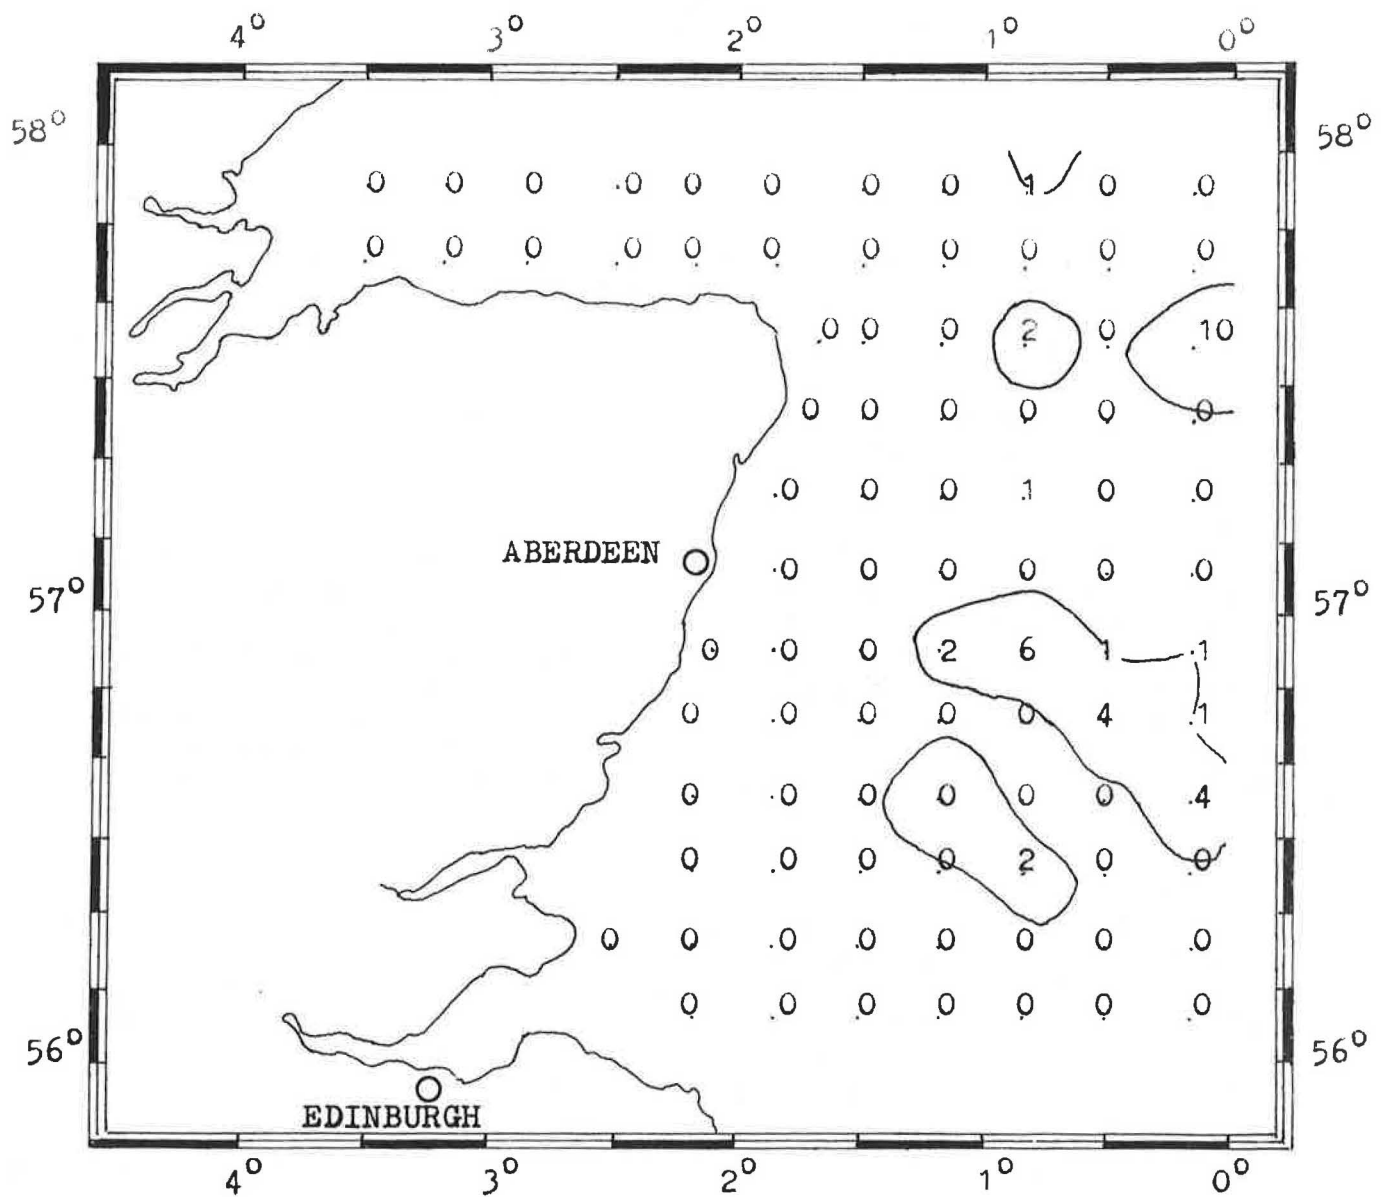 4° 3° 2° 1° 0°
58° 58°
0 0 0 0 0 0 0 0 1 0 0
0 0 0 0 0 0 0 0 0 0 0
0 0 0 2 0 10
0 0 0 0 0 0
0 0 0 1 0 0
ABERDEEN
0 0 0 0 0 0
57° 57°
0 0 0 2 6 1 1
0 0 0 0 0 4 1
0 0 0 0 0 0 4
0 0 0 0 2 0 0
0 0 0 0 0 0 0 0
0 0 0 0 0 0 0
56° 56°
EDINBURGH
4° 3° 2° 1° 0°